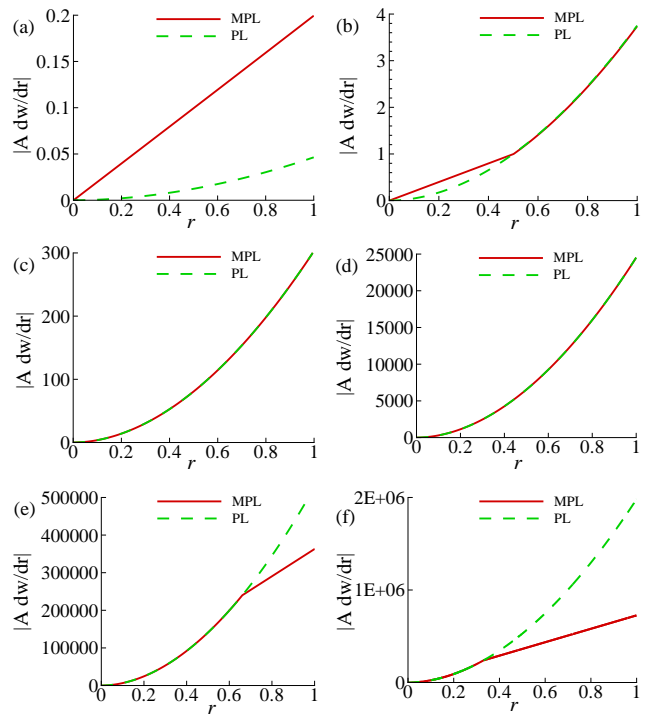 (a)
MPL
PL
0.2
0.15
0.1
0.05
0
|A dw/dr|
0 0.2 0.4 0.6 0.8 1
r
(b)
MPL
PL
4
3
2
1
0
|A dw/dr|
0 0.2 0.4 0.6 0.8 1
r
(c)
MPL
PL
300
200
100
0
|A dw/dr|
0 0.2 0.4 0.6 0.8 1
r
(d)
MPL
PL
25000
20000
15000
10000
5000
0
|A dw/dr|
0 0.2 0.4 0.6 0.8 1
r
(e)
MPL
PL
500000
400000
300000
200000
100000
0
|A dw/dr|
0 0.2 0.4 0.6 0.8 1
r
(f)
MPL
PL
2E+06
1E+06
0
|A dw/dr|
0 0.2 0.4 0.6 0.8 1
r